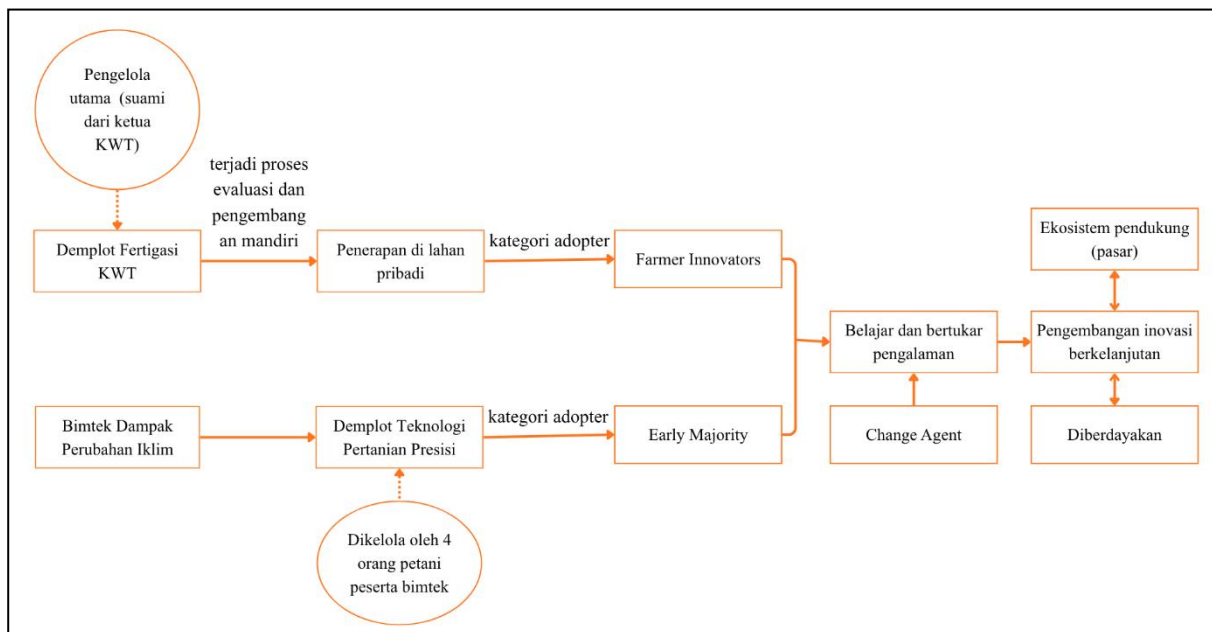 Pengelola
utama (suami
dari ketua
KWT)
terjadi proses
evaluasi dan
pengembang
an mandiri
Demplot Fertigasi
KWT
Penerapan di lahan
pribadi
kategori adopter
Farmer Innovators
Ekosistem pendukung
(pasar)
Belajar dan bertukar
pengalaman
Pengembangan inovasi
berkelanjutan
Bimtek Dampak
Perubahan Iklim
Demplot Teknologi
Pertanian Presisi
kategori adopter
Early Majority
Change Agent
Diberdayakan
Dikelola oleh 4
orang petani
peserta bimtek